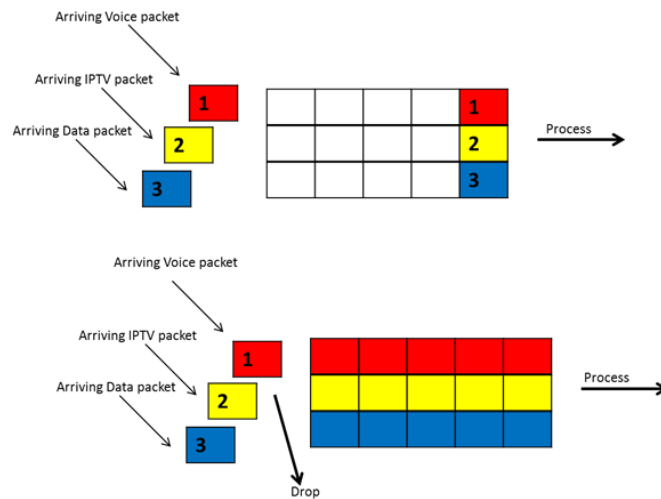 Arriving Voice packet
Arriving IPTV packet
Arriving Data packet
1
2
3
1
2
3
Process
Arriving Voice packet
Arriving IPTV packet
Arriving Data packet
1
2
3
Process
Drop